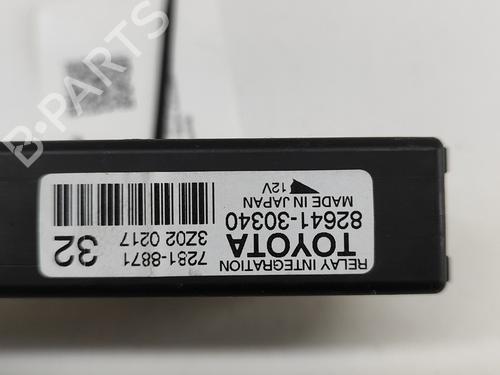 RELAY INTEGRATION
TOYOTA
82641-30340
MADE IN JAPAN
12V
7281-8871
3Z02 0217
32
B-PARTS